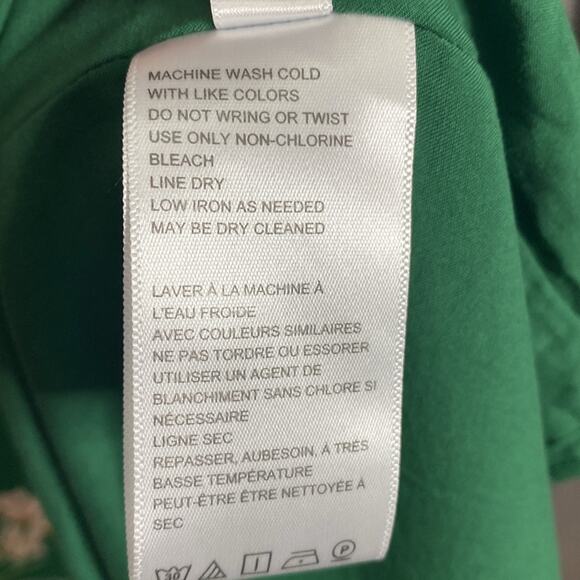 MACHINE WASH COLD
WITH LIKE COLORS
DO NOT WRING OR TWIST
USE ONLY NON-CHLORINE
BLEACH
LINE DRY
LOW IRON AS NEEDED
MAY BE DRY CLEANED
LAVER À LA MACHINE À
L'EAU FROIDE
AVEC COULEURS SIMILAIRES
NE PAS TORDRE OU ESSORER
UTILISER UN AGENT DE
BLANCHIMENT SANS CHLORE SI
NÉCESSAIRE
LIGNE SEC
REPASSER, AUBESOIN, À TRÈS
BASSE TEMPÉRATURE
PEUT-ÊTRE ÊTRE NETTOYÉE À
SEC
30 P